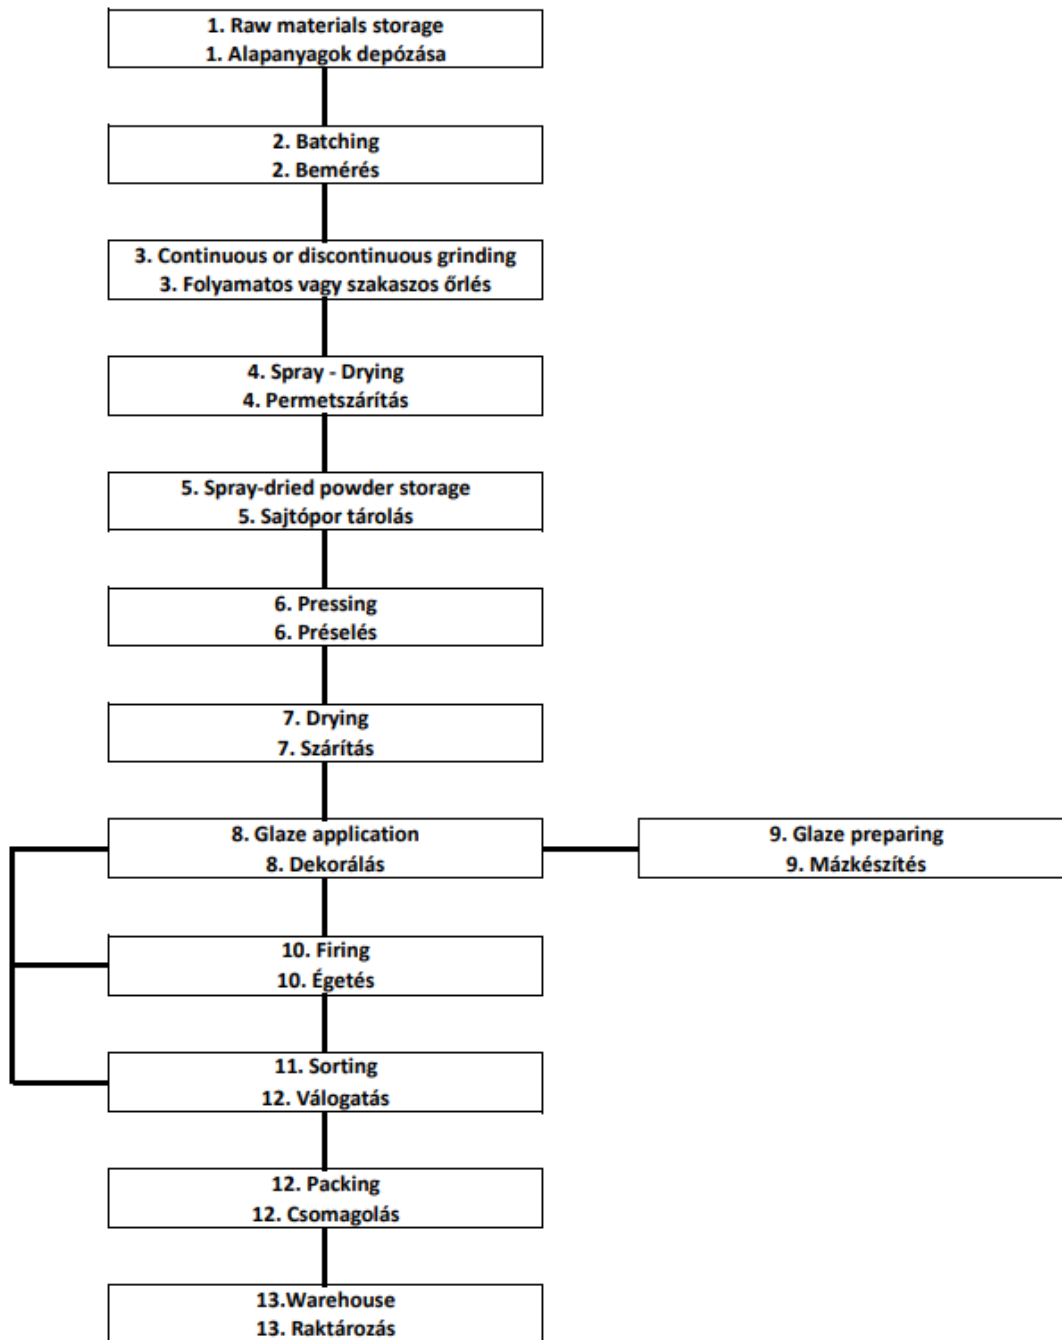 1. Raw materials storage
1. Alapanyagok depózása
2. Batching
2. Bemérés
3. Continuous or discontinuous grinding
3. Folyamatos vagy szakaszos őrlés
4. Spray - Drying
4. Permetszárítás
5. Spray-dried powder storage
5. Sajtópor tárolás
6. Pressing
6. Préselés
7. Drying
7. Szárítás
8. Glaze application
8. Dekorálás
9. Glaze preparing
9. Mázkészítés
10. Firing
10. Égetés
11. Sorting
12. Válogatás
12. Packing
12. Csomagolás
13.Warehouse
13. Raktározás